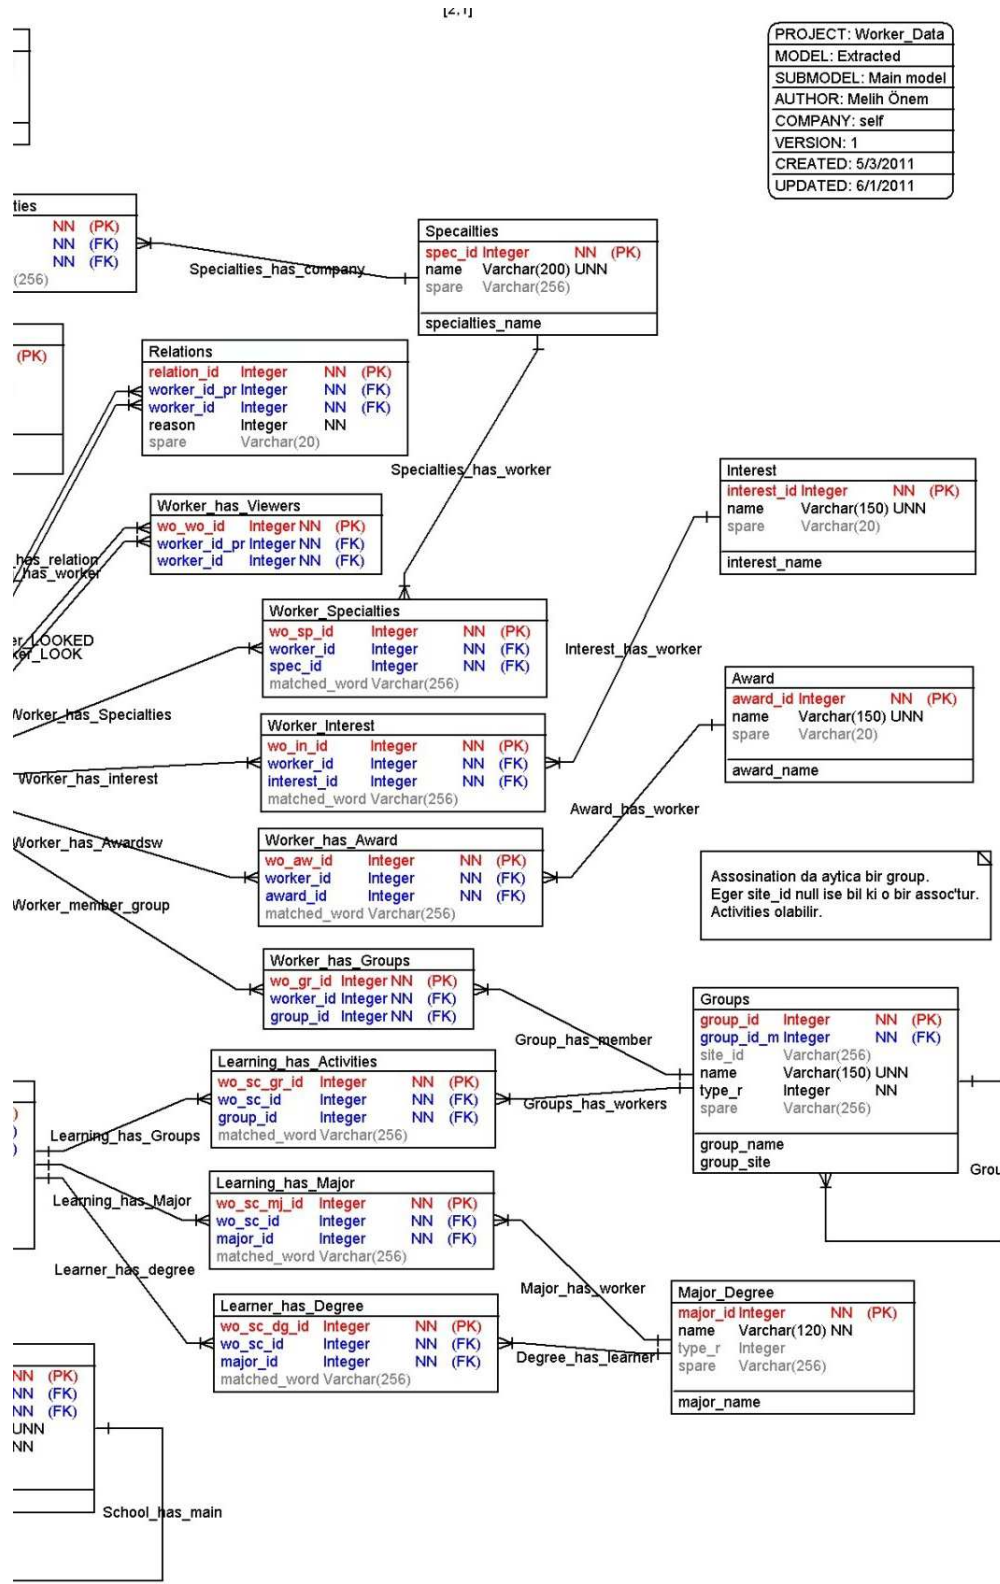 [2,1]
PROJECT: Worker_Data
MODEL: Extracted
SUBMODEL: Main model
AUTHOR: Melih Önem
COMPANY: self
VERSION: 1
CREATED: 5/3/2011
UPDATED: 6/1/2011
ties
NN (PK)
NN (FK)
NN (FK)
(256)
Specialties_has_company
Specailties
spec_id Integer NN (PK)
name Varchar(200) UNN
spare Varchar(256)
specialties_name
(PK)
Relations
relation_id Integer NN (PK)
worker_id_pr Integer NN (FK)
worker_id Integer NN (FK)
reason Integer NN
spare Varchar(20)
Specialties_has_worker
Interest
interest_id Integer NN (PK)
name Varchar(150) UNN
spare Varchar(20)
interest_name
Worker_has_Viewers
wo_wo_id Integer NN (PK)
worker_id_pr Integer NN (FK)
worker_id Integer NN (FK)
has_relation
has_worker
er_LOOKED
ker_LOOK
Worker_Specialties
wo_sp_id Integer NN (PK)
worker_id Integer NN (FK)
spec_id Integer NN (FK)
matched_word Varchar(256)
Interest_has_worker
Worker_has_Specialties
Award
award_id Integer NN (PK)
name Varchar(150) UNN
spare Varchar(20)
award_name
Worker_Interest
wo_in_id Integer NN (PK)
worker_id Integer NN (FK)
interest_id Integer NN (FK)
matched_word Varchar(256)
Worker_has_interest
Award_has_worker
Worker_has_Awardsw
Worker_has_Award
wo_aw_id Integer NN (PK)
worker_id Integer NN (FK)
award_id Integer NN (FK)
matched_word Varchar(256)
Worker_member_group
Assosination da aytica bir group.
Eger site_id null ise bil ki o bir assoc'tur.
Activities olabilir.
Worker_has_Groups
wo_gr_id Integer NN (PK)
worker_id Integer NN (FK)
group_id Integer NN (FK)
Group_has_member
Groups
group_id Integer NN (PK)
group_id_m Integer NN (FK)
site_id Varchar(256)
name Varchar(150) UNN
type_r Integer NN
spare Varchar(256)
group_name
group_site
Learning_has_Activities
wo_sc_gr_id Integer NN (PK)
wo_sc_id Integer NN (FK)
group_id Integer NN (FK)
matched_word Varchar(256)
Groups_has_workers
Learning_has_Groups
)
)
)
Grou
Learning_has_Major
wo_sc_mj_id Integer NN (PK)
wo_sc_id Integer NN (FK)
major_id Integer NN (FK)
matched_word Varchar(256)
Learning_has_Major
Learner_has_degree
Major_has_worker
Major_Degree
major_id Integer NN (PK)
name Varchar(120) NN
type_r Integer
spare Varchar(256)
major_name
Learner_has_Degree
wo_sc_dg_id Integer NN (PK)
wo_sc_id Integer NN (FK)
major_id Integer NN (FK)
matched_word Varchar(256)
Degree_has_learner
NN (PK)
NN (FK)
NN (FK)
UNN
NN
School_has_main